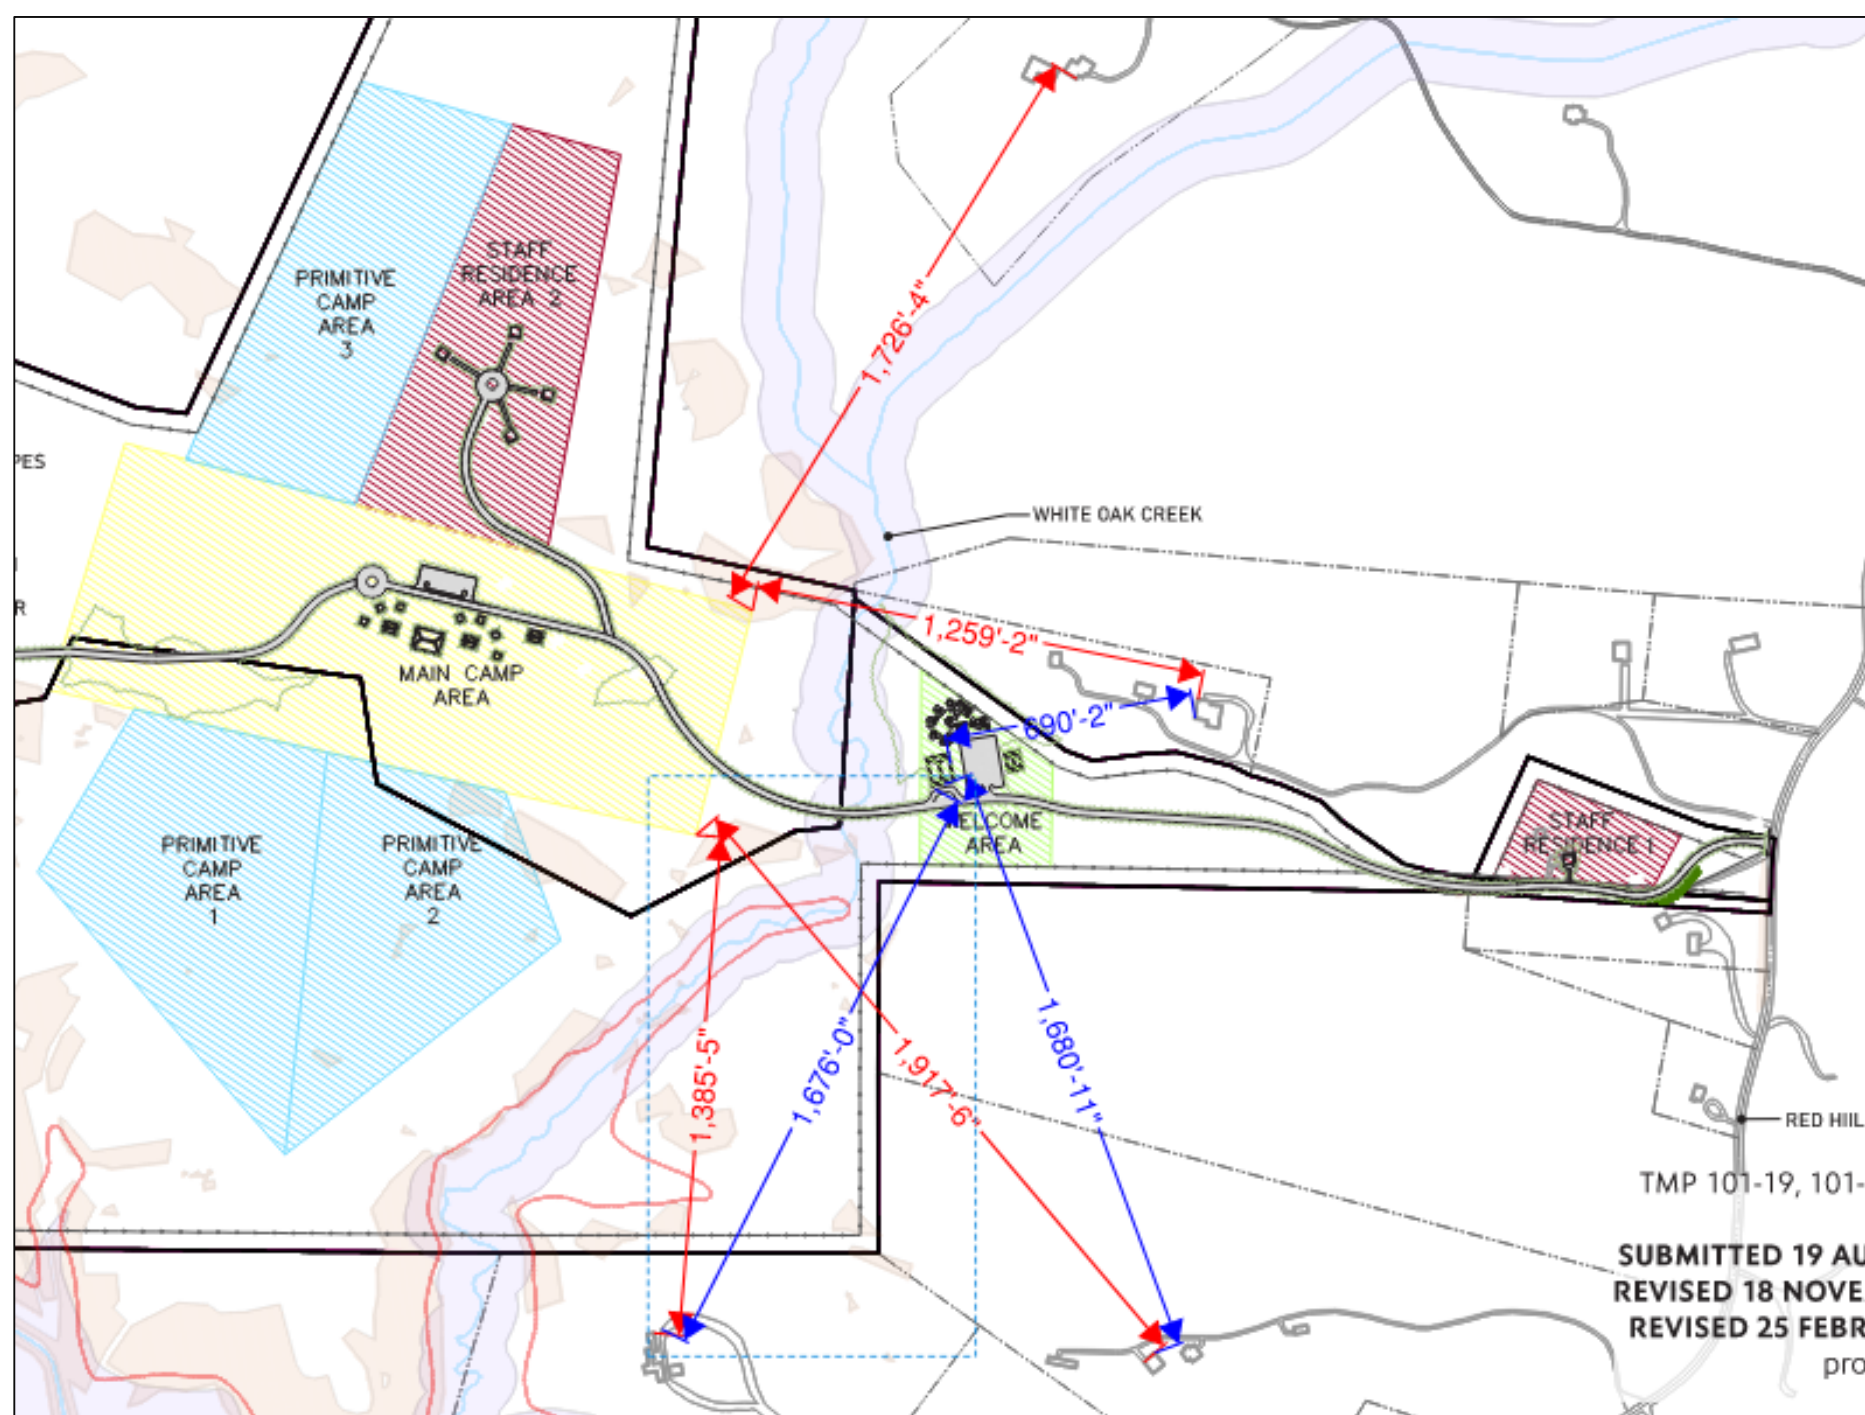 PRIMITIVE
CAMP
AREA
3
STAFF
RESIDENCE
AREA 2
1,726'-4"
PES
WHITE OAK CREEK
R
1,259'-2"
MAIN CAMP
AREA
690'-2"
WELCOME
AREA
STAFF
RESIDENCE 1
PRIMITIVE
CAMP
AREA
1
PRIMITIVE
CAMP
AREA
2
1,385'-5"
1,676'-0"
1,917'-6"
1,680'-11"
RED HIIL
TMP 101-19, 101-
SUBMITTED 19 AU
REVISED 18 NOVE
REVISED 25 FEBR
pro